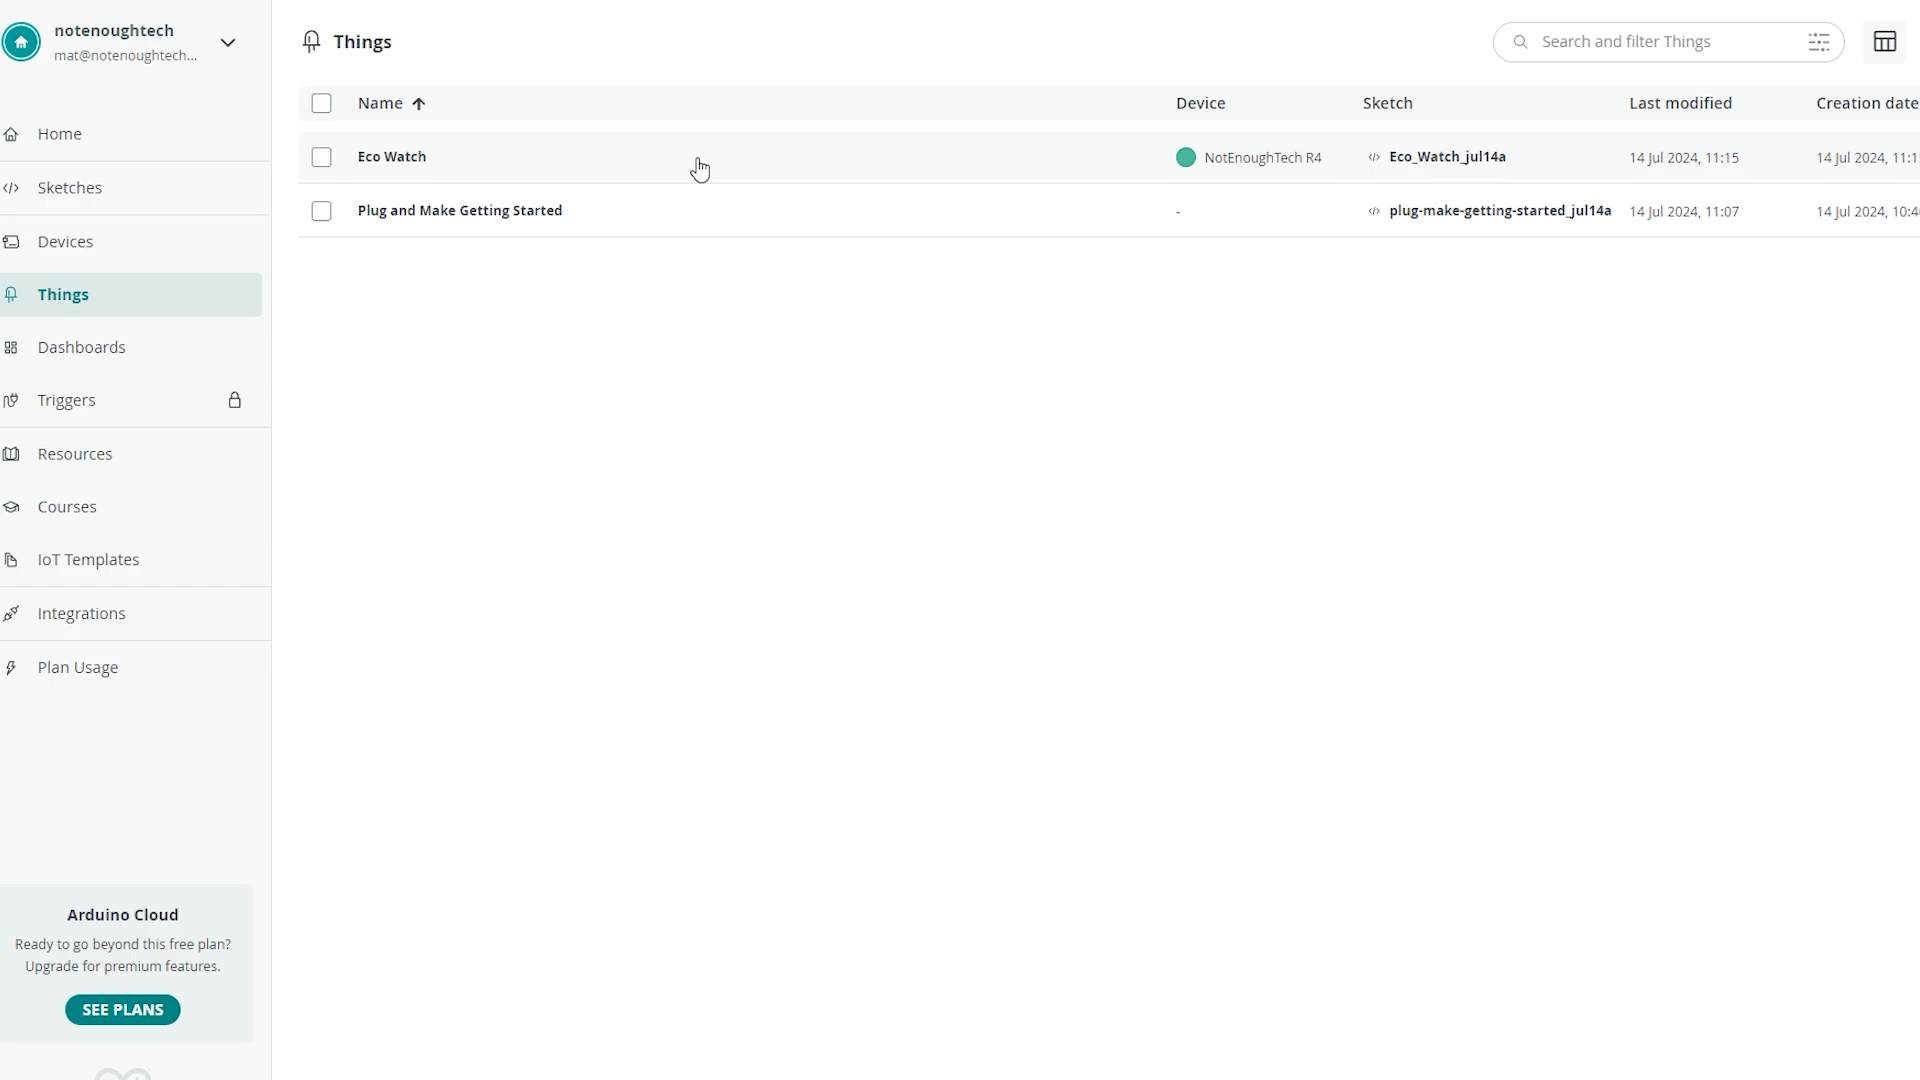 notenoughtech
mat@notenoughtech...
Home
Sketches
Devices
Things
Dashboards
Triggers
Resources
Courses
IoT Templates
Integrations
Plan Usage
Arduino Cloud
Ready to go beyond this free plan?
Upgrade for premium features.
SEE PLANS
Things
Search and filter Things
Name Device Sketch Last modified Creation date
Eco Watch NotEnoughTech R4 </> Eco_Watch_jul14a 14 Jul 2024, 11:15 14 Jul 2024, 11:1
Plug and Make Getting Started - </> plug-make-getting-started_jul14a 14 Jul 2024, 11:07 14 Jul 2024, 10:4